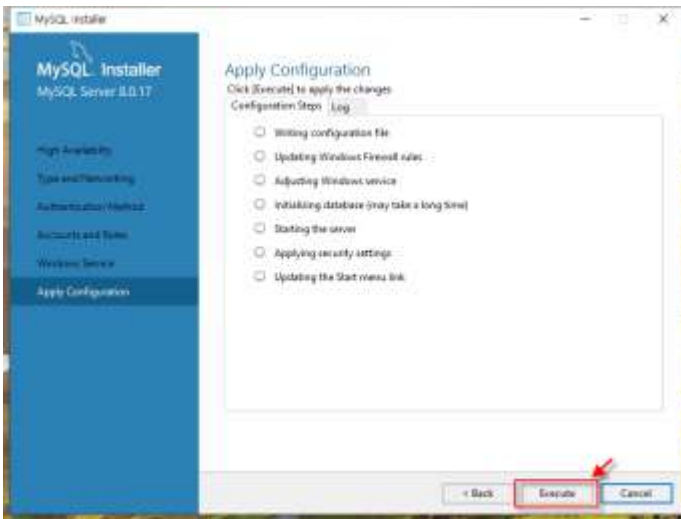 MySQL Installer
MySQL Installer
MySQL Server 8.0.17
High Availability
Type and Networking
Authentication Method
Accounts and Roles
Windows Service
Apply Configuration
Apply Configuration
Click [Execute] to apply the changes
Configuration Steps Log
Writing configuration file
Updating Windows Firewall rules
Adjusting Windows service
Initializing database (may take a long time)
Starting the server
Applying security settings
Updating the Start menu link
< Back Execute Cancel